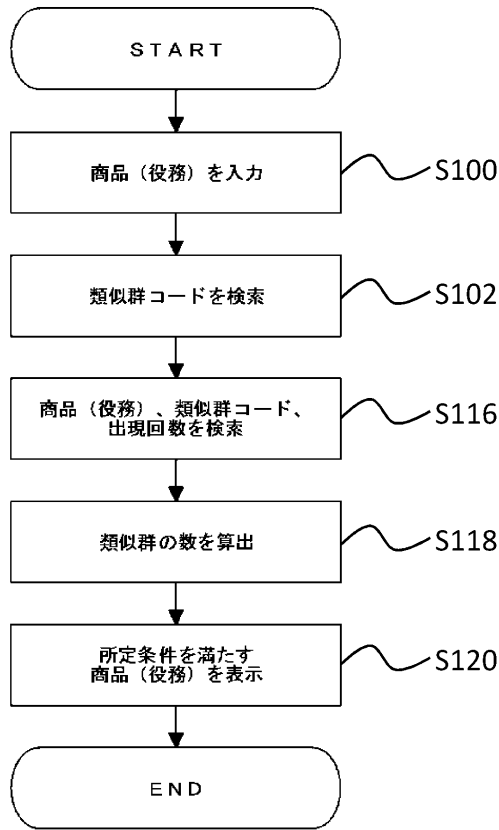 START
商品（役務）を入力
S100
類似群コードを検索
S102
商品（役務）、類似群コード、
出現回数を検索
S116
類似群の数を算出
S118
所定条件を満たす
商品（役務）を表示
S120
END